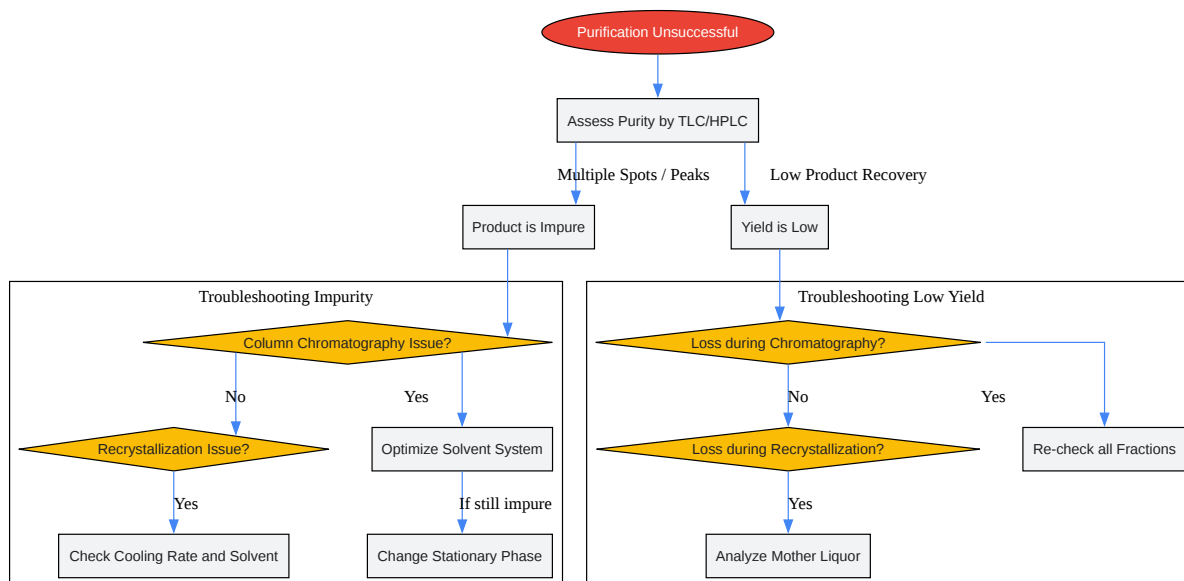 Purification Unsuccessful
Assess Purity by TLC/HPLC
Multiple Spots / Peaks
Low Product Recovery
Product is Impure
Yield is Low
Troubleshooting Impurity
Troubleshooting Low Yield
Column Chromatography Issue?
Loss during Chromatography?
No
Yes
No
Yes
Recrystallization Issue?
Optimize Solvent System
Loss during Recrystallization?
Re-check all Fractions
Yes
If still impure
Yes
Check Cooling Rate and Solvent
Change Stationary Phase
Analyze Mother Liquor